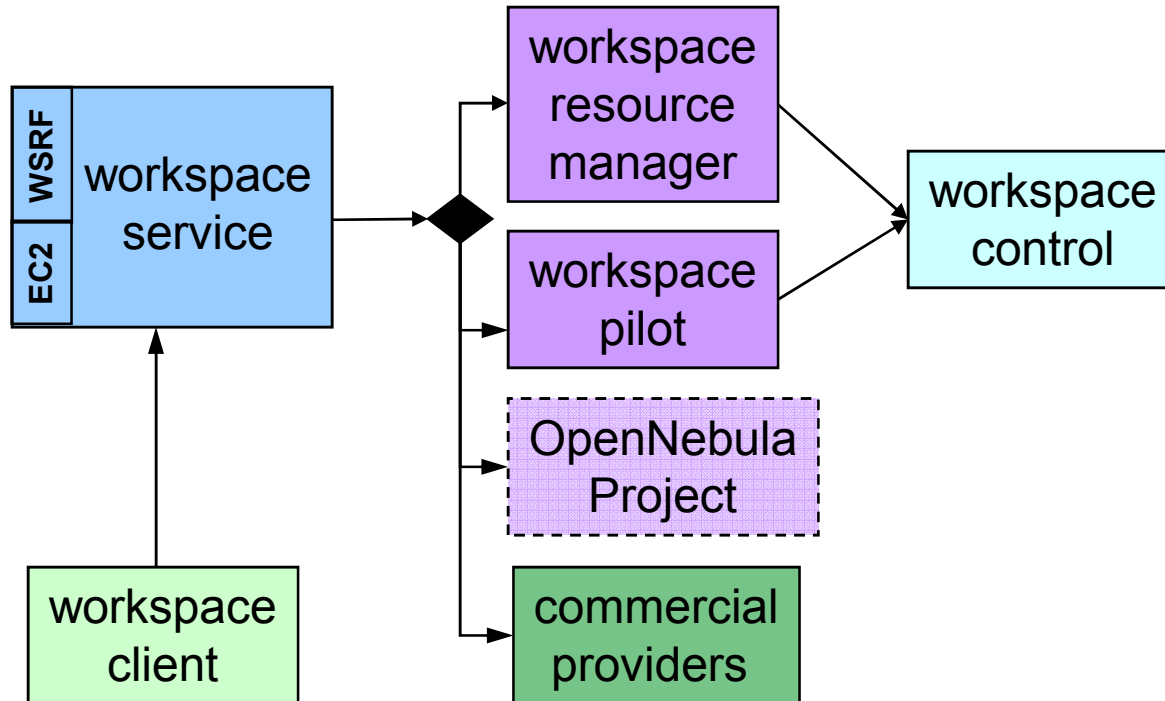 WSRF
EC2
workspace
service
workspace
client
workspace
resource
manager
workspace
pilot
OpenNebula
Project
commercial
providers
workspace
control